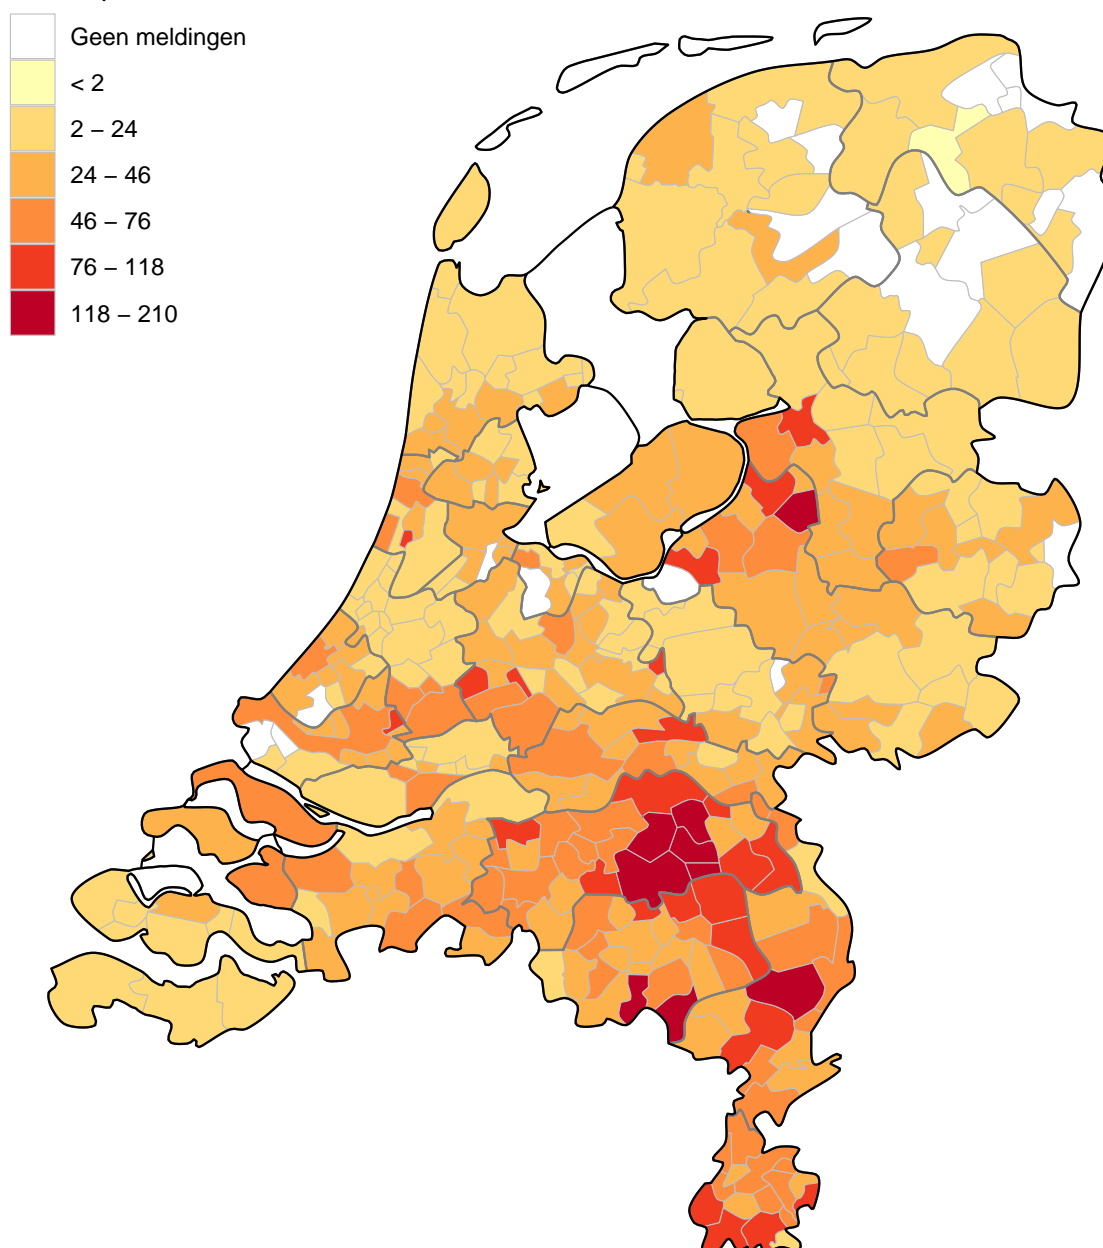 Geen meldingen
< 2
2 – 24
24 – 46
46 – 76
76 – 118
118 – 210